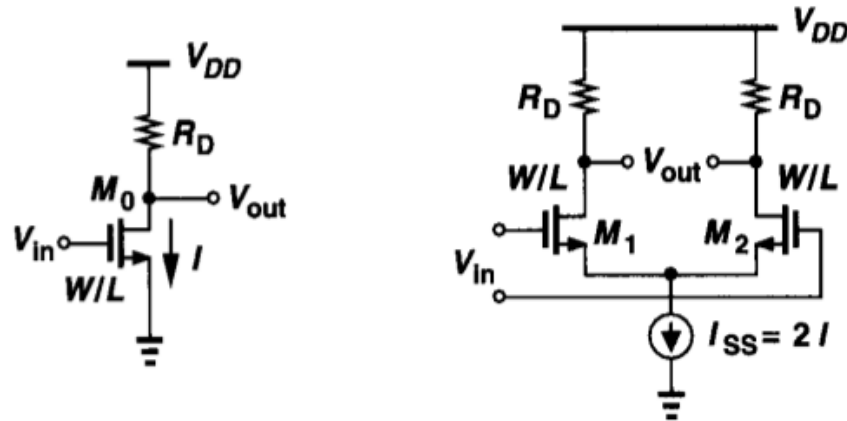 V_DD
R_D
M_0
V_out
V_in
I
W/L
V_DD
R_D
R_D
V_out
W/L
W/L
M_1
M_2
V_in
I_SS = 2 I